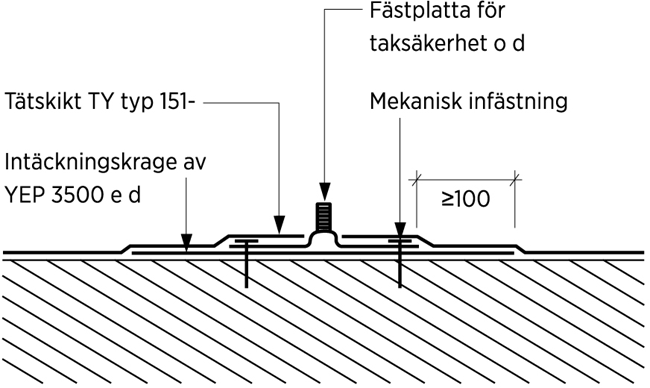 Fästplatta för
taksäkerhet o d
Tätskikt TY typ 151-
Mekanisk infästning
Intäckningskrage av
YEP 3500 e d
≥100